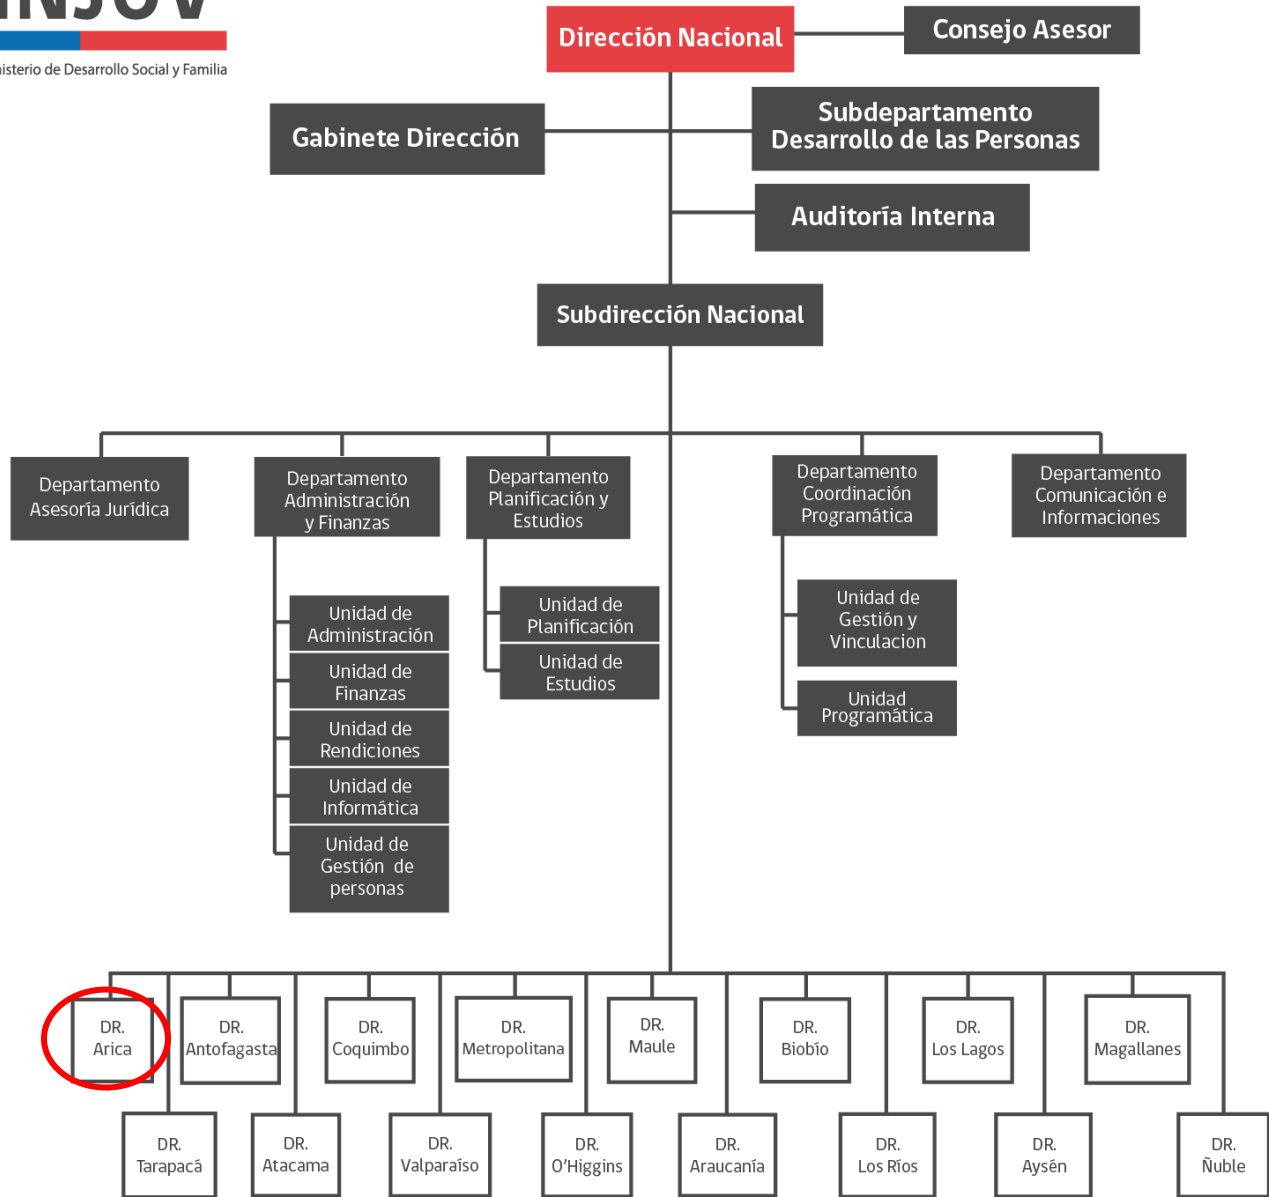 INJUV
Ministerio de Desarrollo Social y Familia
Dirección Nacional
Consejo Asesor
Gabinete Dirección
Subdepartamento
Desarrollo de las Personas
Auditoría Interna
Subdirección Nacional
Departamento
Asesoría Jurídica
Departamento
Administración
y Finanzas
Departamento
Planificación y
Estudios
Departamento
Coordinación
Programática
Departamento
Comunicación e
Informaciones
Unidad de
Administración
Unidad de
Finanzas
Unidad de
Rendiciones
Unidad de
Informática
Unidad de
Gestión de
personas
Unidad de
Planificación
Unidad de
Estudios
Unidad de
Gestión y
Vinculacion
Unidad
Programática
DR.
Arica
DR.
Antofagasta
DR.
Coquimbo
DR.
Metropolitana
DR.
Maule
DR.
Biobío
DR.
Los Lagos
DR.
Magallanes
DR.
Tarapacá
DR.
Atacama
DR.
Valparaíso
DR.
O'Higgins
DR.
Araucanía
DR.
Los Ríos
DR.
Aysén
DR.
Ñuble